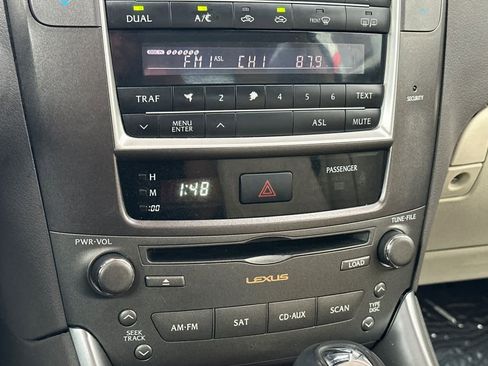 DUAL A/C FRONT
FM1 ASL CH1 87.9
TRAF 2 4 5 6 TEXT
MENU ENTER ASL MUTE
SECURITY
H
M
:00
1:48
PASSENGER
PWR·VOL
TUNE·FILE
LOAD
LEXUS
SEEK TRACK
AM·FM SAT CD·AUX SCAN
TYPE DISC